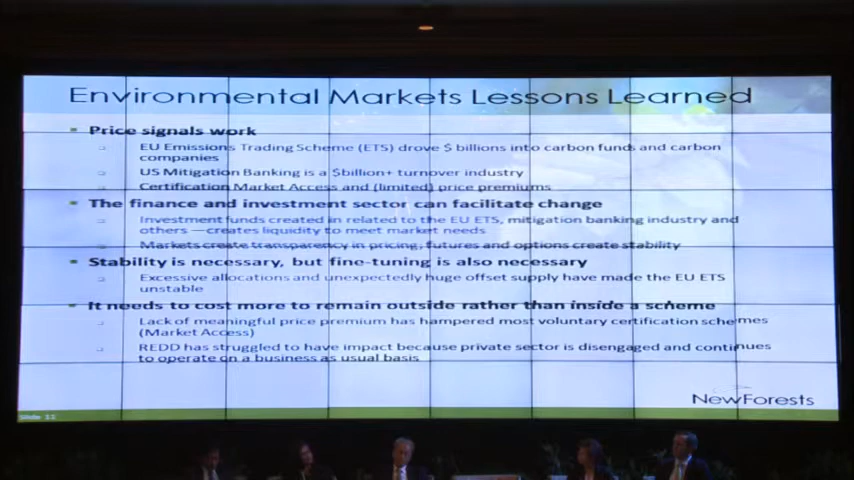 Environmental Markets Lessons Learned
Price signals work
EU Emissions Trading Scheme (ETS) drove $ billions into carbon funds and carbon
companies
US Mitigation Banking is a $billion+ turnover industry
Certification Market Access and (limited) price premiums
The finance and investment sector can facilitate change
Investment funds created in related to the EU ETS, mitigation banking industry and
others —creates liquidity to meet market needs
Markets create transparency in pricing, futures and options create stability
Stability is necessary, but fine-tuning is also necessary
Excessive allocations and unexpectedly huge offset supply have made the EU ETS
unstable
It needs to cost more to remain outside rather than inside a scheme
Lack of meaningful price premium has hampered most voluntary certification schemes
(Market Access)
REDD has struggled to have impact because private sector is disengaged and continues
to operate on a business as usual basis
NewForests
Slide 11